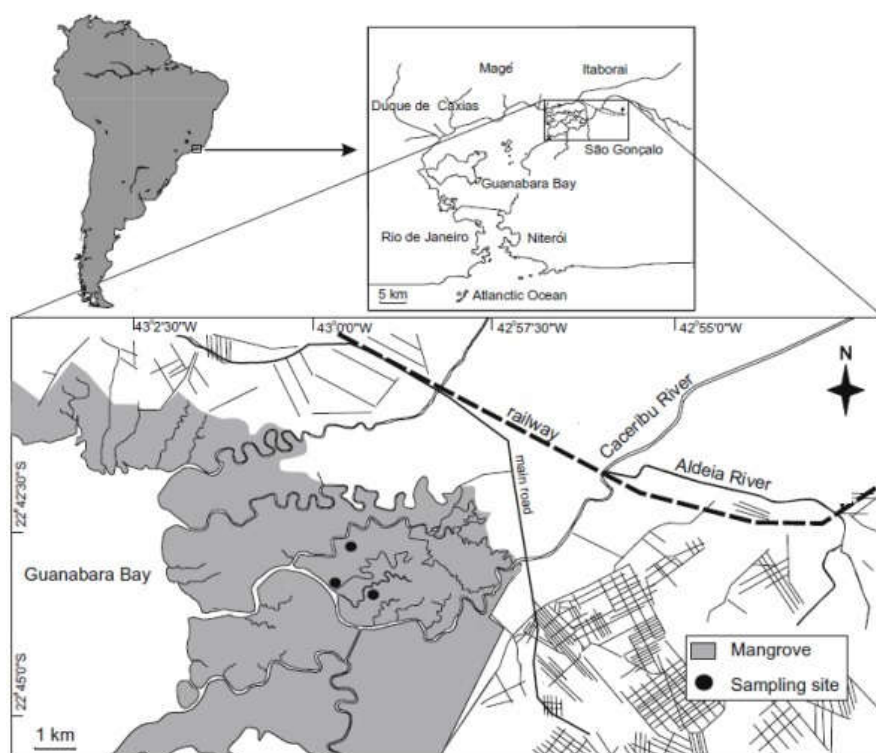 Magé
Itaborai
Duque de Caxias
São Gonçalo
Guanabara Bay
Rio de Janeiro
Niterói
5 km
Atlanctic Ocean
43°2'30"W
43°0'0"W
42°57'30"W
42°55'0"W
N
railway
Caceribu River
main road
Aldeia River
22°42'30"S
Guanabara Bay
22°45'0"S
Mangrove
Sampling site
1 km